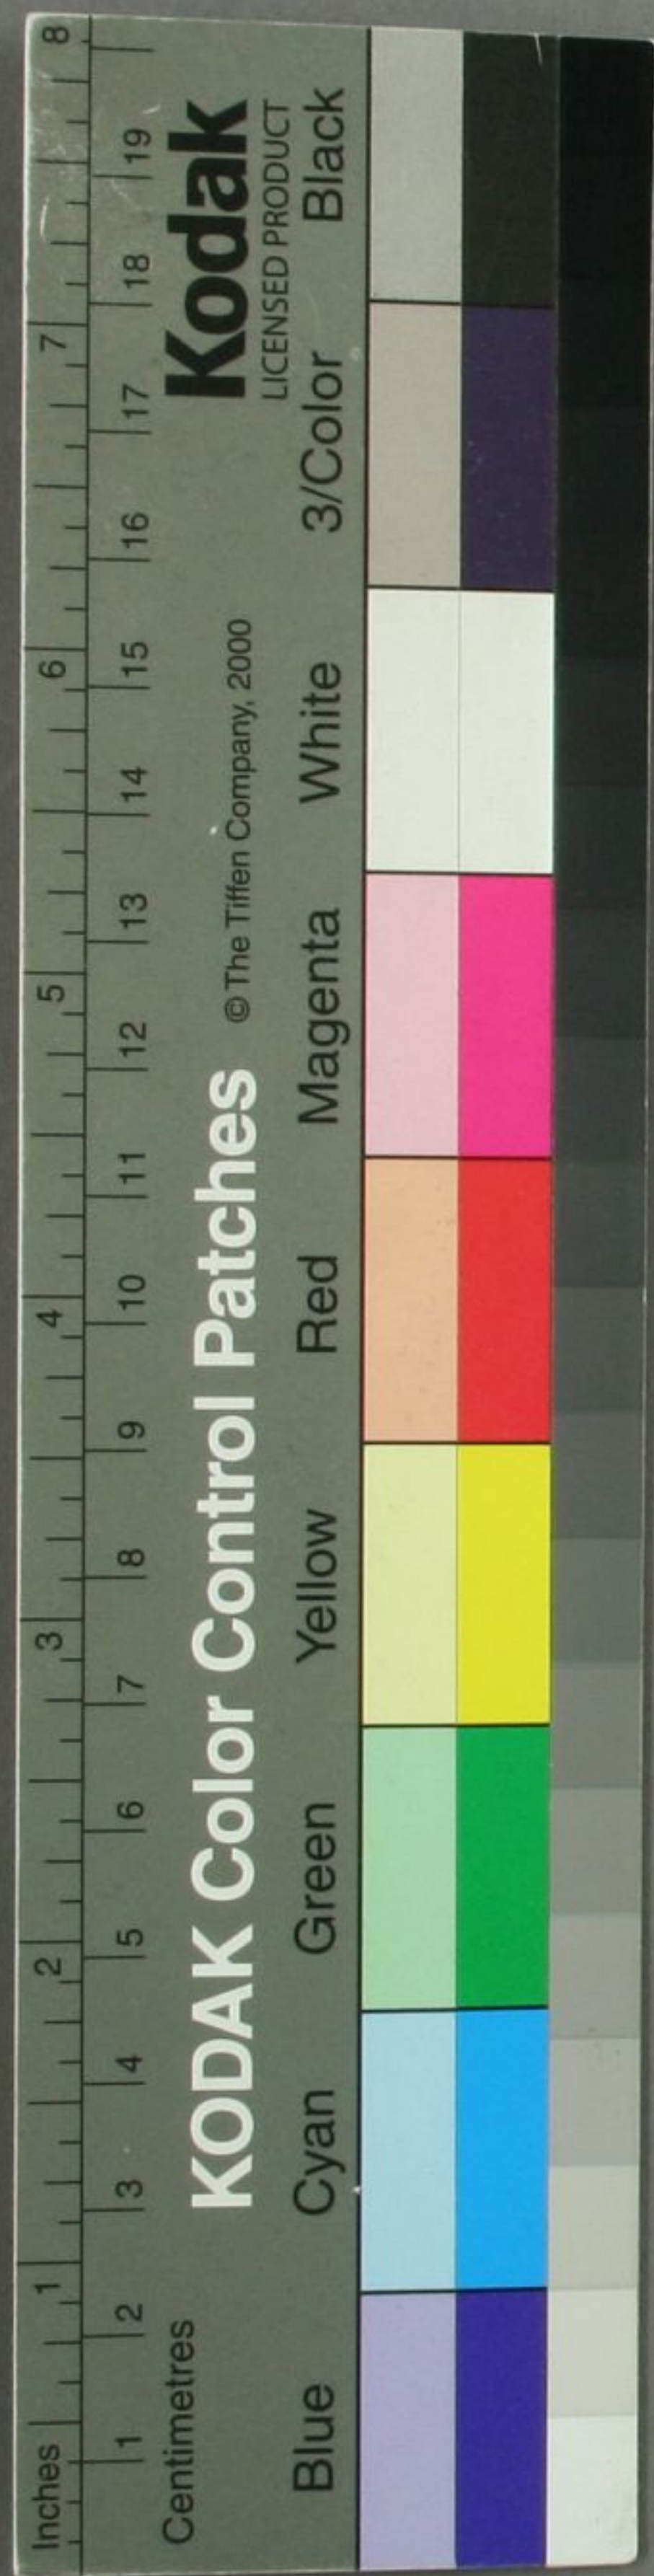 Inches 1 2 3 4 5 6 7 8
1 2 3 4 5 6 7 8 9 10 11 12 13 14 15 16 17 18 19
Centimetres
KODAK Color Control Patches © The Tiffen Company, 2000 Kodak
LICENSED PRODUCT
Blue Cyan Green Yellow Red Magenta White 3/Color Black